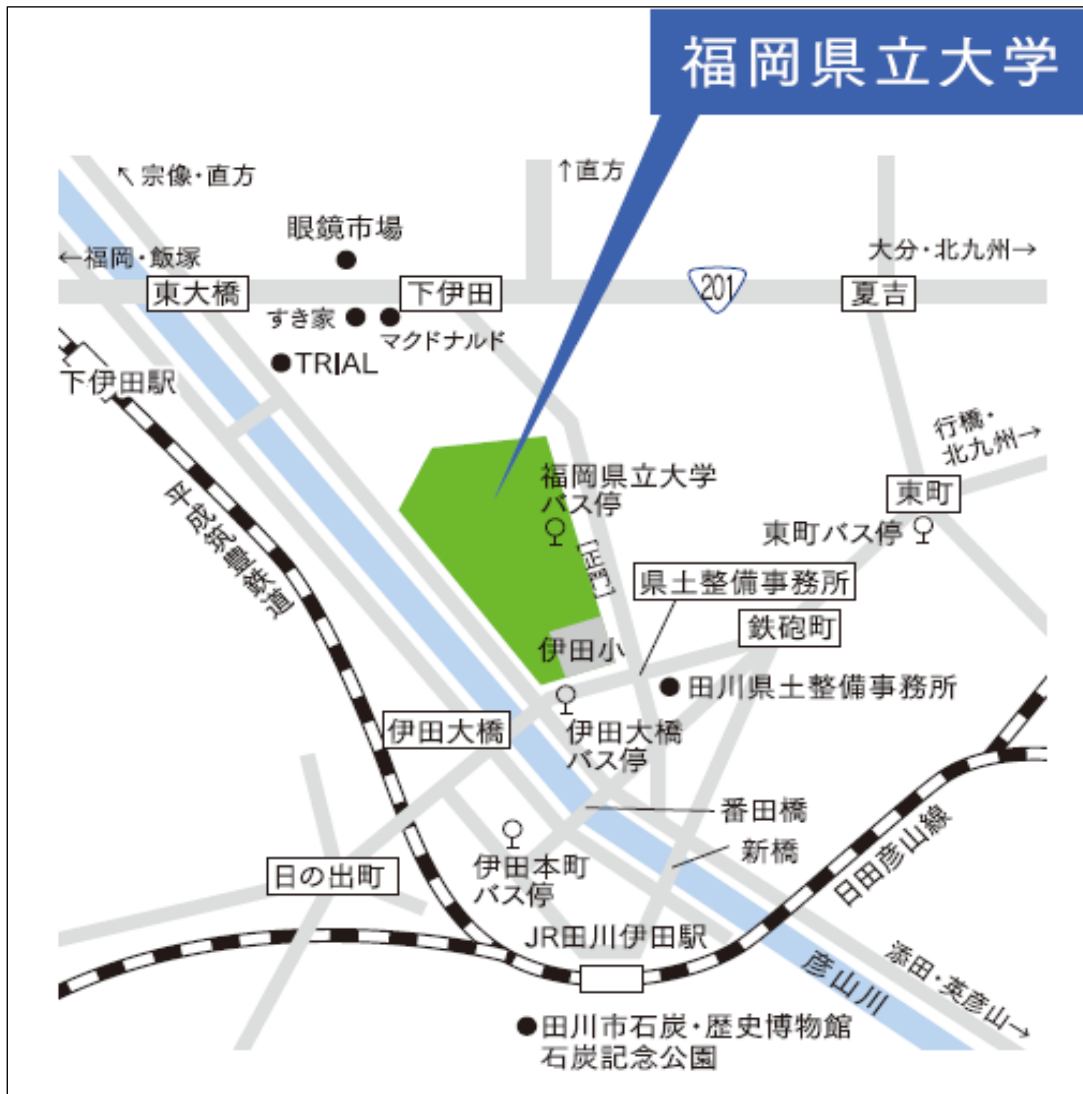 福岡県立大学
↖宗像・直方
↑直方
眼鏡市場
←福岡・飯塚
大分・北九州→
東大橋
下伊田
201
夏吉
すき家
マクドナルド
TRIAL
下伊田駅
行橋・
北九州→
福岡県立大学
バス停
東町
東町バス停
平成筑豊鉄道
正門
県土整備事務所
鉄砲町
伊田小
田川県土整備事務所
伊田大橋
伊田大橋
バス停
番田橋
新橋
日田彦山線
伊田本町
バス停
日の出町
JR田川伊田駅
彦山川
添田・英彦山→
田川市石炭・歴史博物館
石炭記念公園